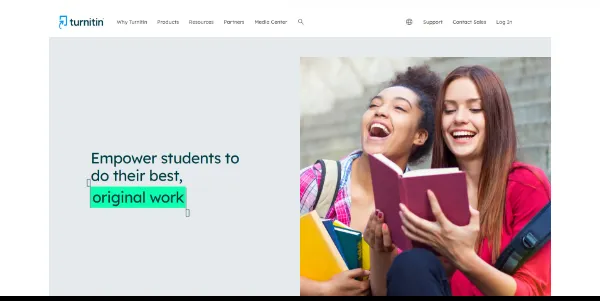 turnitin Why Turnitin Products Resources Partners Media Center Support Contact Sales Log In
Empower students to
do their best,
original work